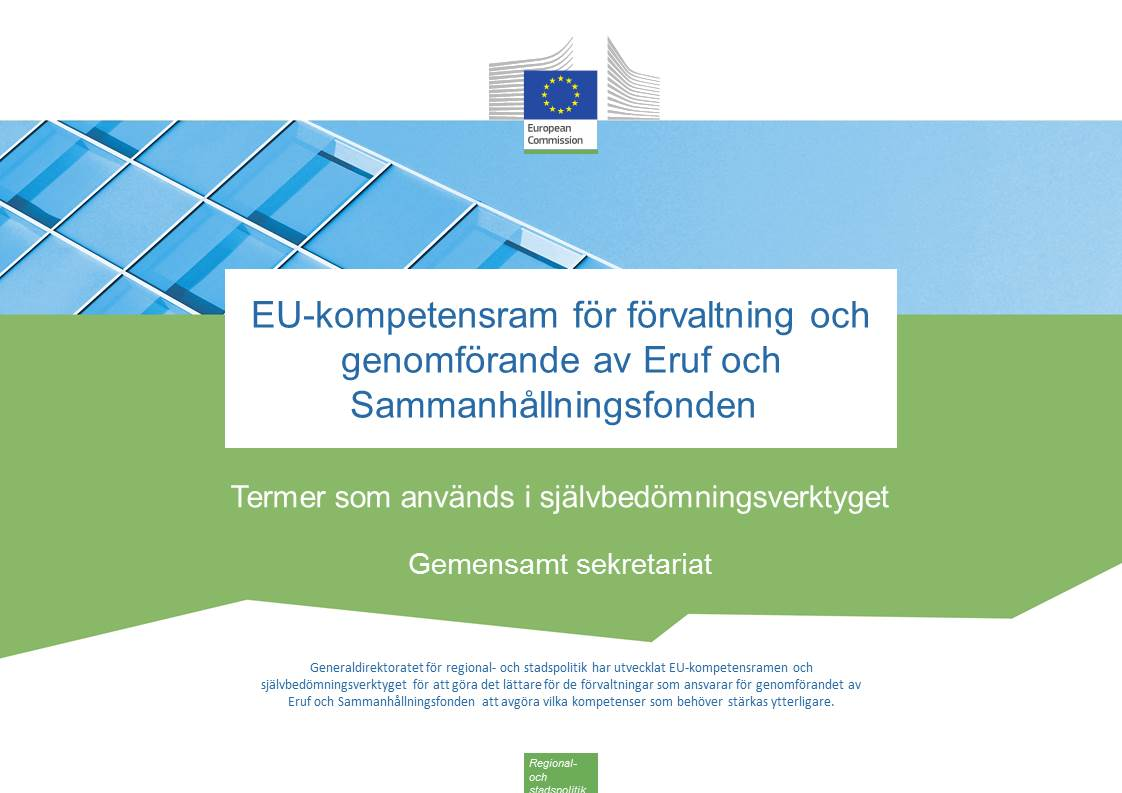 European
Commission
EU-kompetensram för förvaltning och
genomförande av Eruf och
Sammanhållningsfonden
Termer som används i självbedömningsverktyget
Gemensamt sekretariat
Generaldirektoratet för regional- och stadspolitik har utvecklat EU-kompetensramen och
självbedömningsverktyget för att göra det lättare för de förvaltningar som ansvarar för genomförandet av
Eruf och Sammanhållningsfonden att avgöra vilka kompetenser som behöver stärkas ytterligare.
Regional-
och
stadspolitik